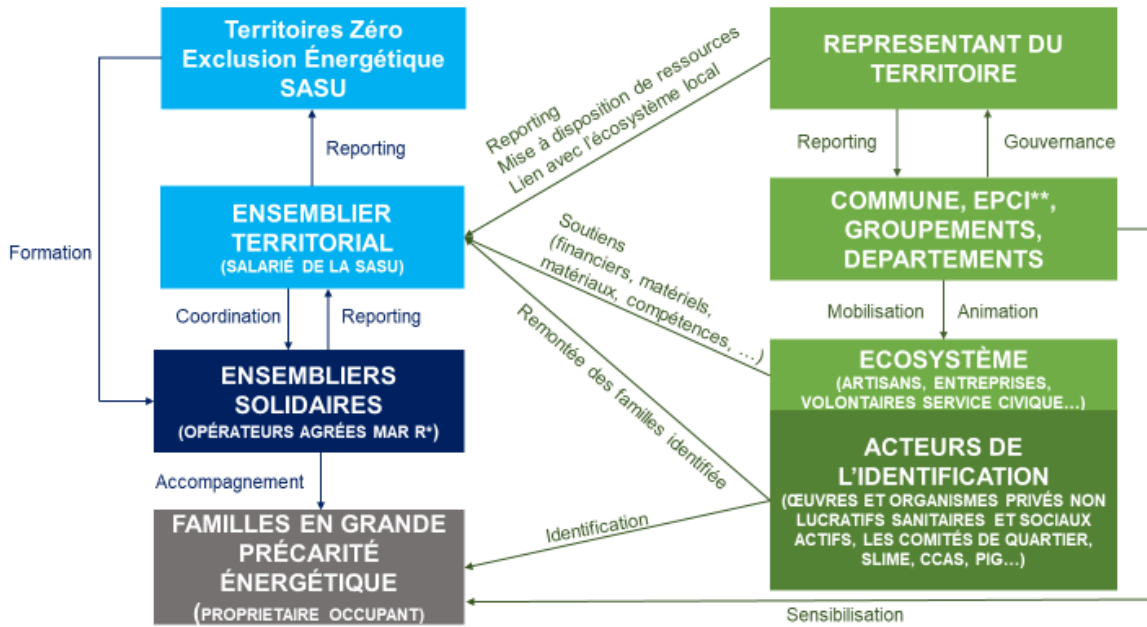 Territoires Zéro
Exclusion Énergétique
SASU
Reporting
ENSEMBLIER
TERRITORIAL
(SALARIÉ DE LA SASU)
Formation
Coordination
Reporting
ENSEMBLIERS
SOLIDAIRES
(OPÉRATEURS AGRÉES MAR R*)
Accompagnement
FAMILLES EN GRANDE
PRÉCARITÉ
ÉNERGÉTIQUE
(PROPRIETAIRE OCCUPANT)
Reporting
Mise à disposition de ressources
Lien avec l'écosystème local
Soutiens
(financiers, matériels,
matériaux, compétences, ...)
Remontée des familles identifiée
Identification
Sensibilisation
REPRESENTANT DU
TERRITOIRE
Reporting
Gouvernance
COMMUNE, EPCI**,
GROUPEMENTS,
DEPARTEMENTS
Mobilisation
Animation
ECOSYSTÈME
(ARTISANS, ENTREPRISES,
VOLONTAIRES SERVICE CIVIQUE...)
ACTEURS DE
L'IDENTIFICATION
(ŒUVRES ET ORGANISMES PRIVÉS NON
LUCRATIFS SANITAIRES ET SOCIAUX
ACTIFS, LES COMITÉS DE QUARTIER,
SLIME, CCAS, PIG...)